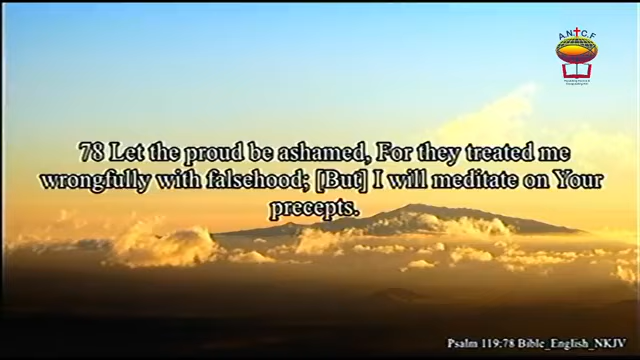 A.N.T.C.F
78 Let the proud be ashamed, For they treated me
wrongfully with falsehood; [But] I will meditate on Your
precepts.
Psalm 119:78 Bible_English_NKJV